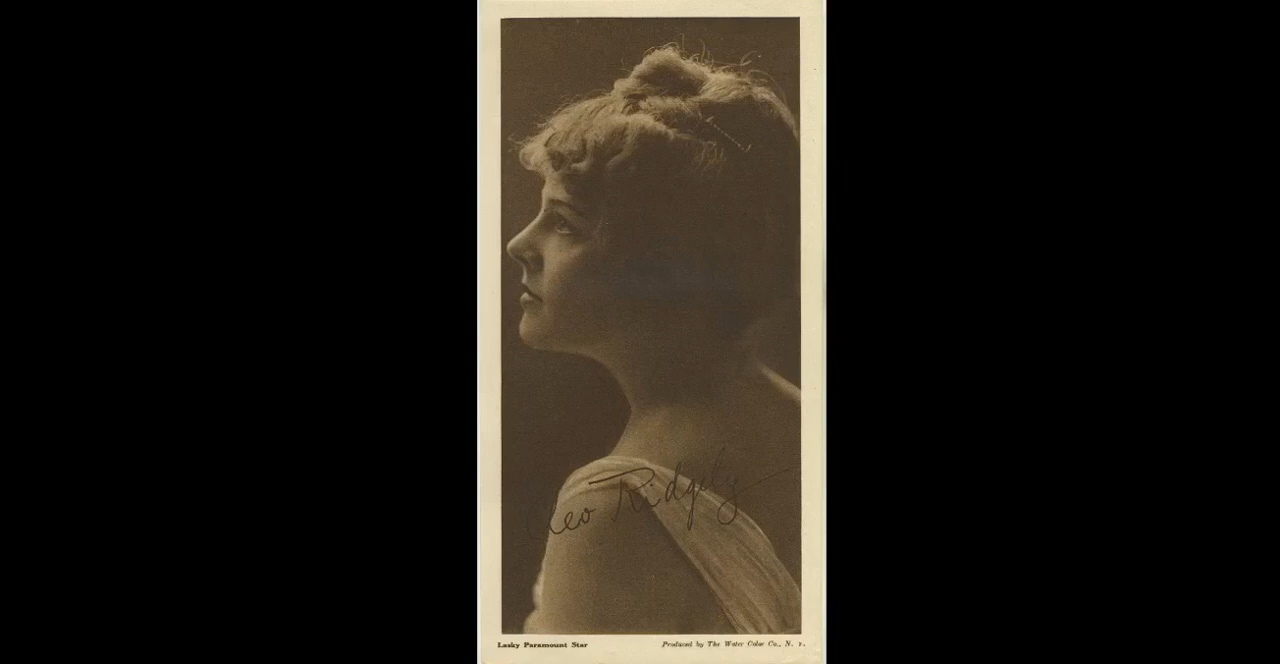 Cleo Ridgely
Lasky Paramount Star
Produced by The Water Color Co., N. Y.